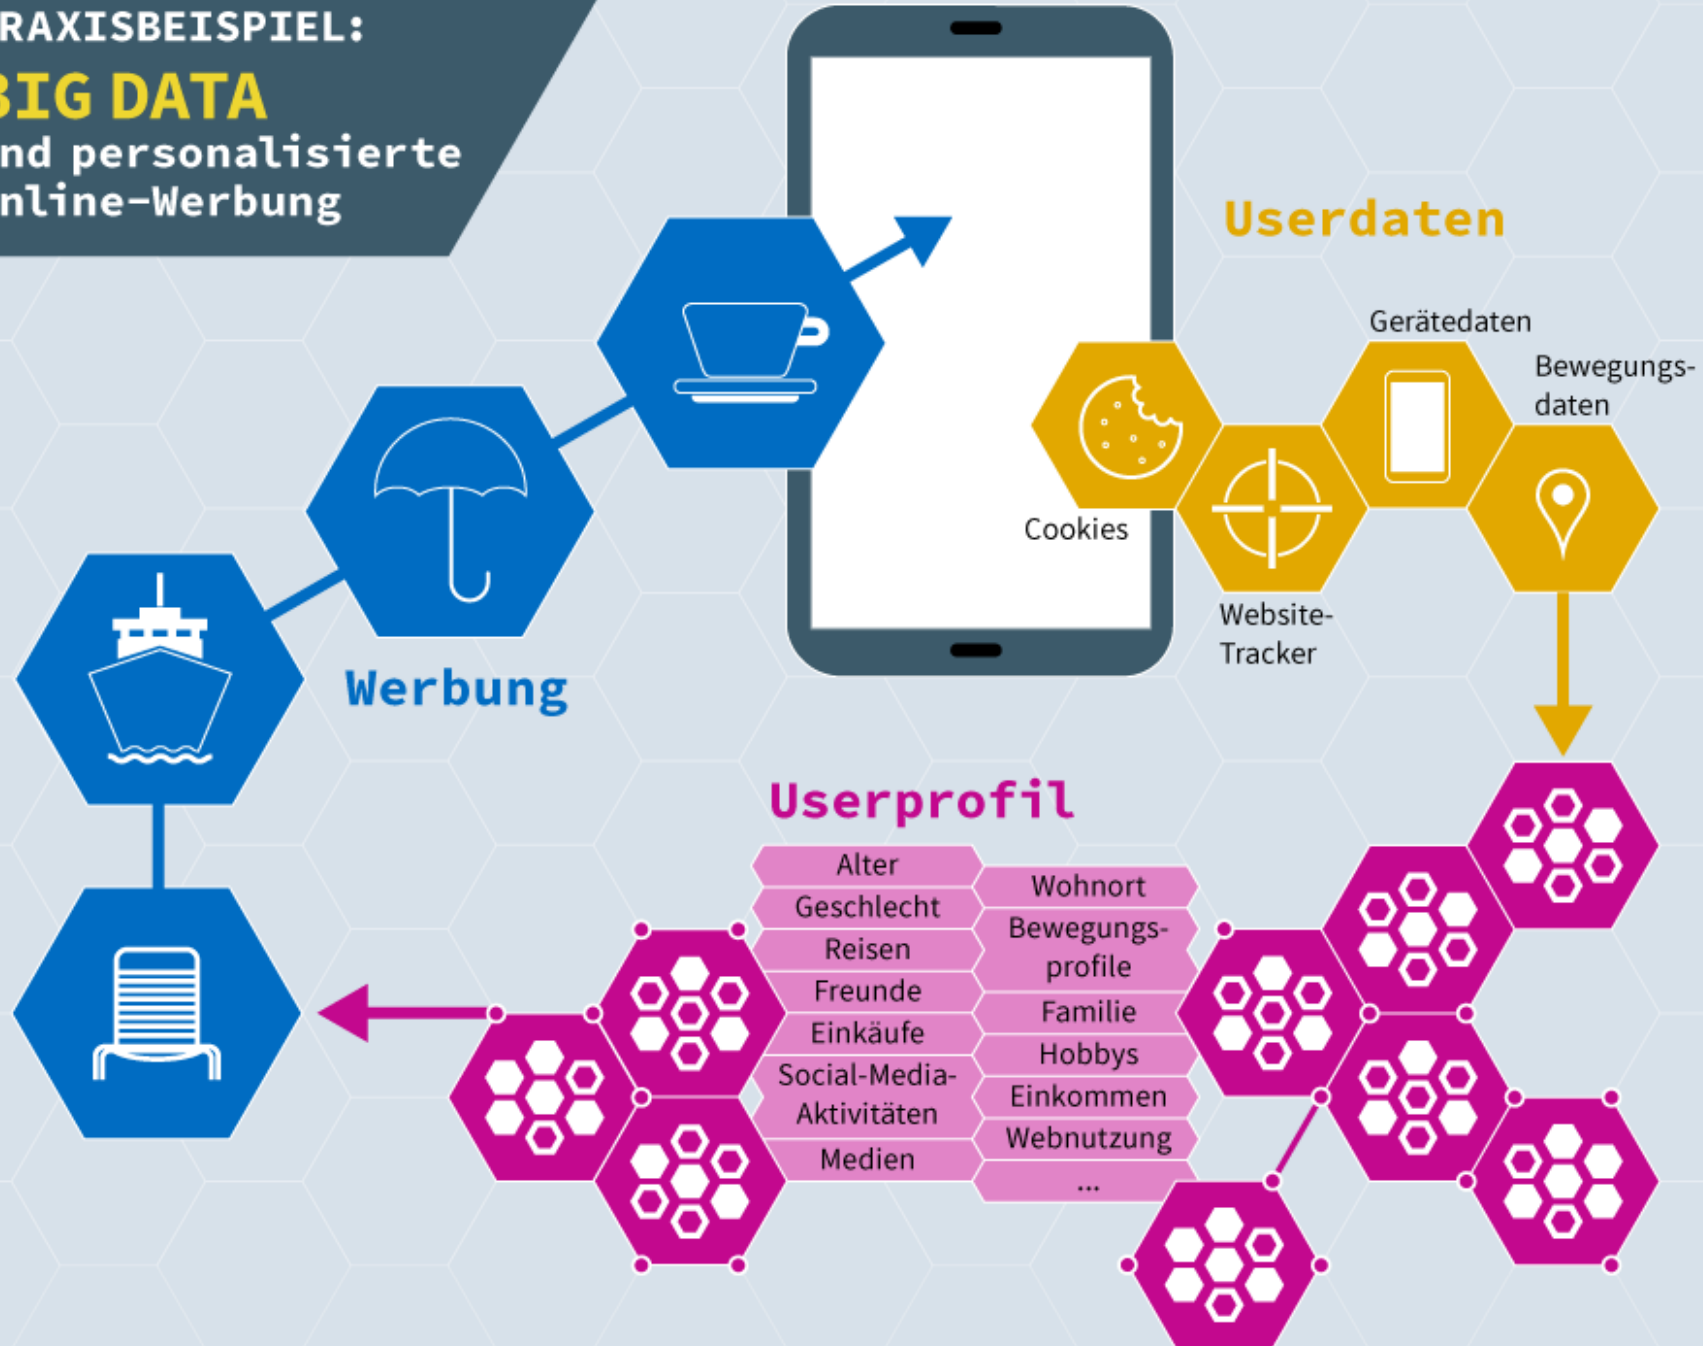 RAXISBEISPIEL:
BIG DATA
nd personalisierte
nline-Werbung
Userdaten
Gerätedaten
Bewegungs-
daten
Cookies
Website-
Tracker
Werbung
Userprofil
Alter
Geschlecht
Reisen
Freunde
Einkäufe
Social-Media-
Aktivitäten
Medien
Wohnort
Bewegungs-
profile
Familie
Hobbys
Einkommen
Webnutzung
...